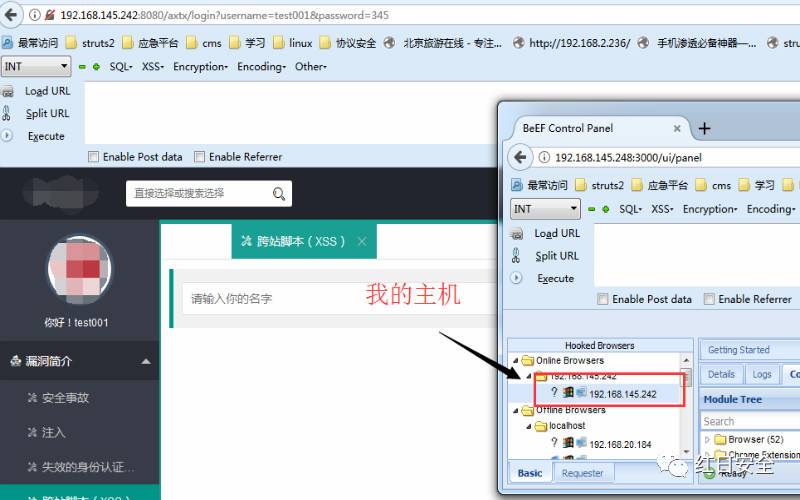 192.168.145.242:8080/axtx/login?username=test001&password=345
最常访问 struts2 应急平台 cms 学习 linux 协议安全 北京旅游在线 - 专注... http://192.168.2.236/ 手机渗透必备神器—... stru
INT SQL XSS Encryption Encoding Other
Load URL
Split URL
Execute
Enable Post data Enable Referrer
直接选择或搜索选择
跨站脚本（XSS）
请输入你的名字
我的主机
你好！test001
漏洞简介
安全事故
注入
失效的身份认证...
跨站脚本（XSS）
BeEF Control Panel
192.168.145.248:3000/ui/panel
最常访问 struts2 应急平台 cms 学习
INT SQL XSS Encryption Encoding
Load URL
Split URL
Execute
Enable Post data Enable Referrer
Hooked Browsers
Online Browsers
192.168.145.242
? 192.168.145.242
Offline Browsers
localhost
? 192.168.20.184
Basic Requester
Getting Started
Details Logs Co
Module Tree
Search
Browser (52)
Chrome Extension
Ready
红日安全